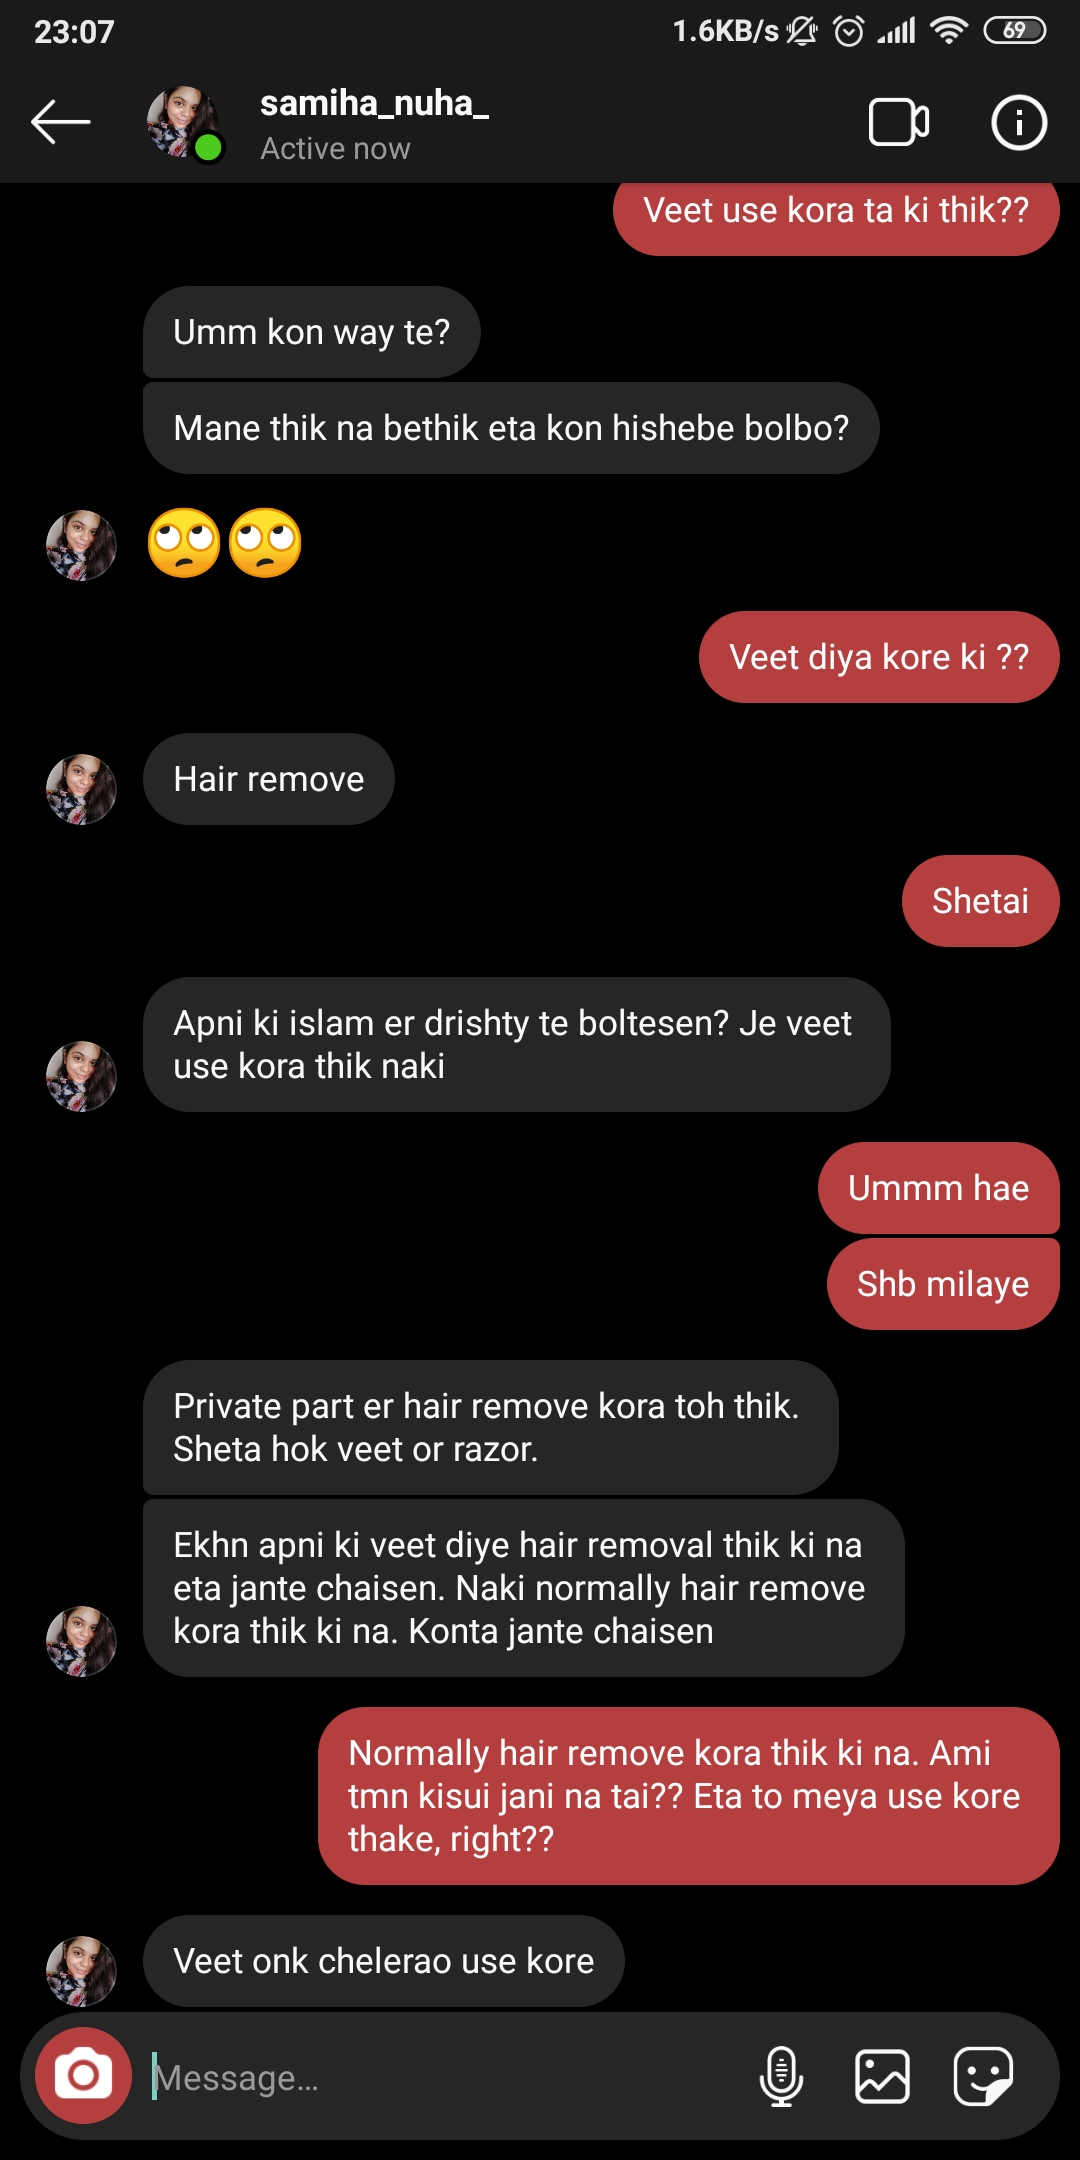 23:07
1.6KB/s
69
samiha_nuha_
Active now
Veet use kora ta ki thik??
Umm kon way te?
Mane thik na bethik eta kon hishebe bolbo?
🙄🙄
Veet diya kore ki ??
Hair remove
Shetai
Apni ki islam er drishty te boltesen? Je veet
use kora thik naki
Ummm hae
Shb milaye
Private part er hair remove kora toh thik.
Sheta hok veet or razor.
Ekhn apni ki veet diye hair removal thik ki na
eta jante chaisen. Naki normally hair remove
kora thik ki na. Konta jante chaisen
Normally hair remove kora thik ki na. Ami
tmn kisui jani na tai?? Eta to meya use kore
thake, right??
Veet onk chelerao use kore
Message...